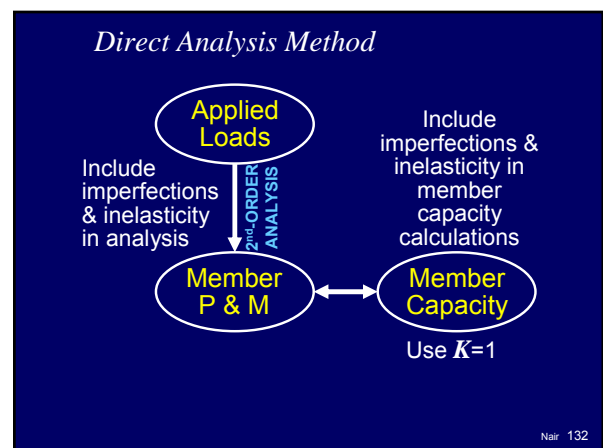 Direct Analysis Method
Applied
Loads
Include
imperfections
& inelasticity
in analysis
2nd-ORDER
ANALYSIS
Include
imperfections &
inelasticity in
member
capacity
calculations
Member
P & M
Member
Capacity
Use K=1
Nair 132